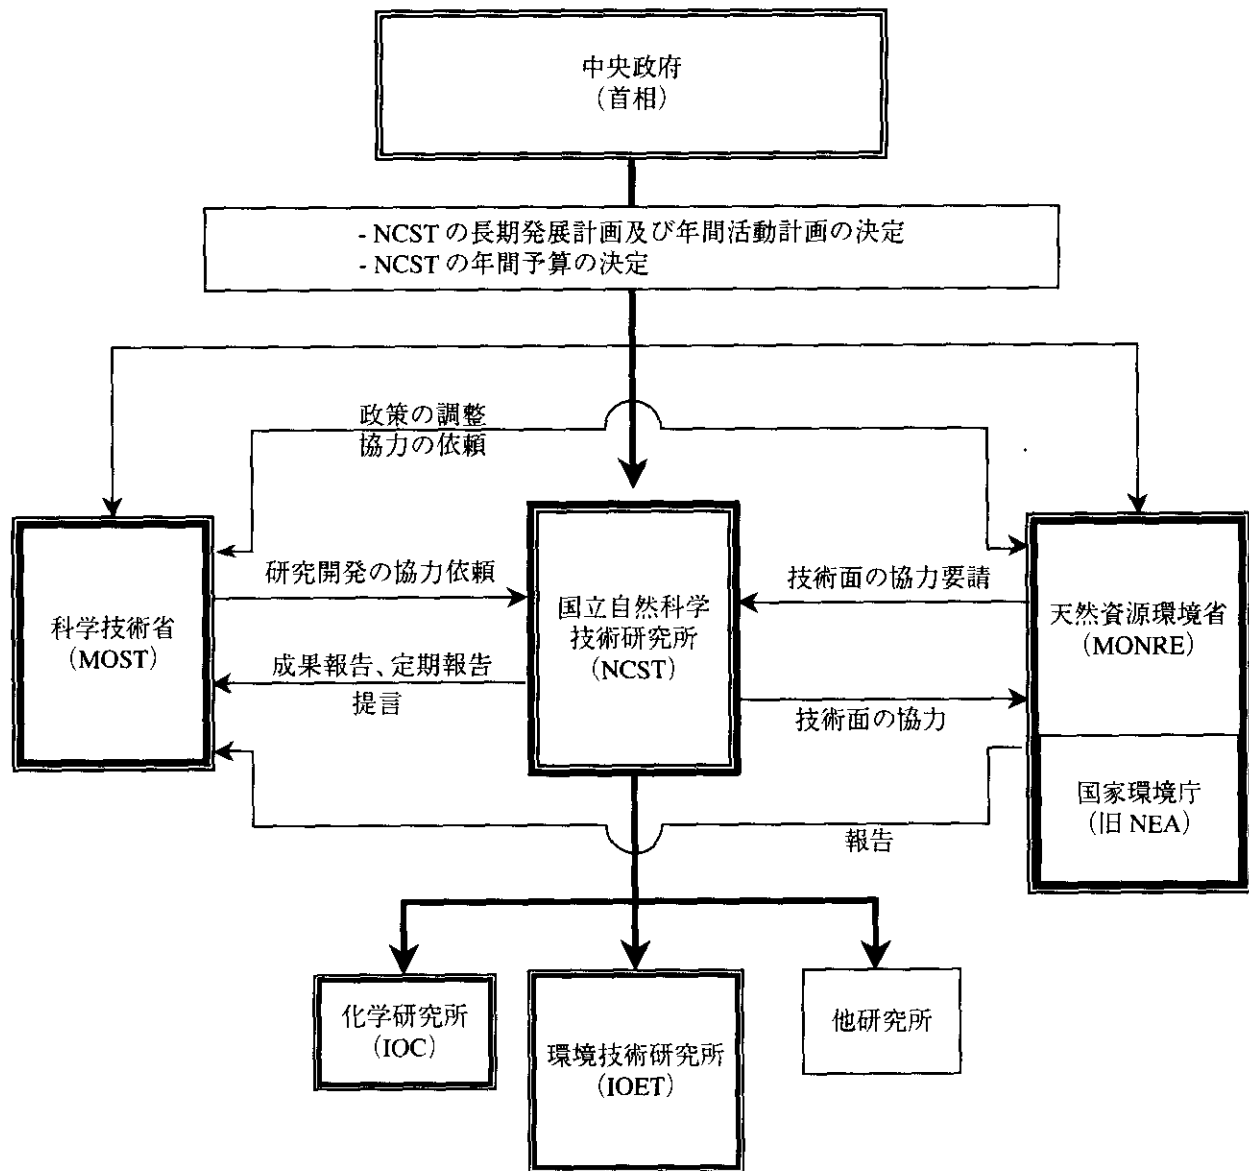 中央政府
（首相）
- NCST の長期発展計画及び年間活動計画の決定
- NCST の年間予算の決定
政策の調整
協力の依頼
研究開発の協力依頼
技術面の協力要請
科学技術省
（MOST）
国立自然科学
技術研究所
（NCST）
天然資源環境省
（MONRE）
成果報告、定期報告
提言
技術面の協力
国家環境庁
（旧 NEA）
報告
化学研究所
（IOC）
環境技術研究所
（IOET）
他研究所